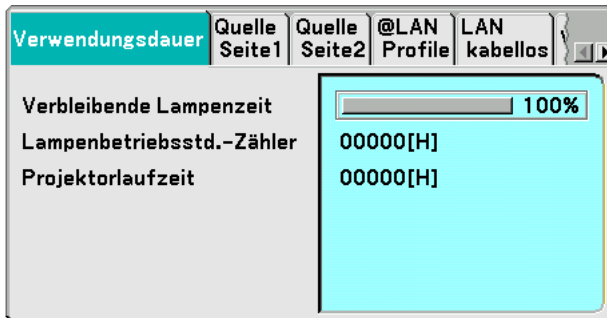 Verwendungsdauer
Quelle Seite1
Quelle Seite2
@LAN Profile
LAN kabellos
Verbleibende Lampenzeit 100%
Lampenbetriebsstd.-Zähler 00000[H]
Projektorlaufzeit 00000[H]